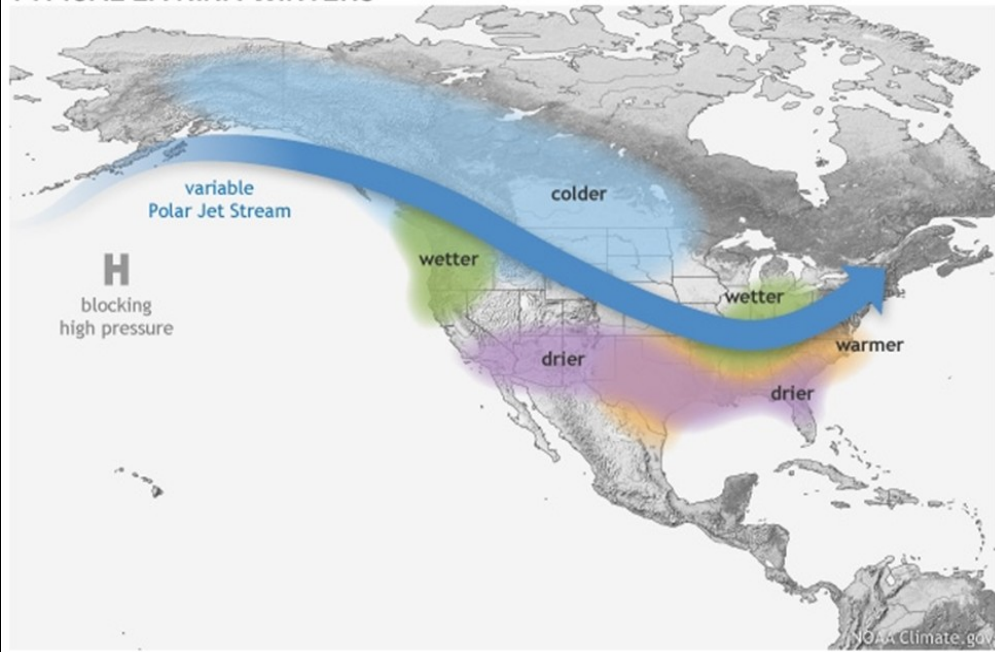 variable
Polar Jet Stream
colder
H
blocking
high pressure
wetter
wetter
warmer
drier
drier
NOAA Climate.gov